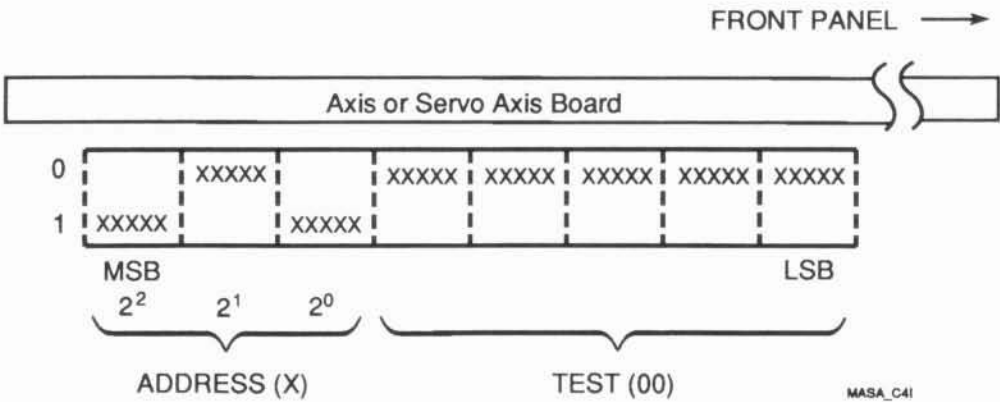 FRONT PANEL
Axis or Servo Axis Board
0 XXXXX XXXXX XXXXX XXXXX XXXXX XXXXX
1 XXXXX XXXXX
MSB LSB
2² 2¹ 2⁰
ADDRESS (X) TEST (00)
MASA_C4I